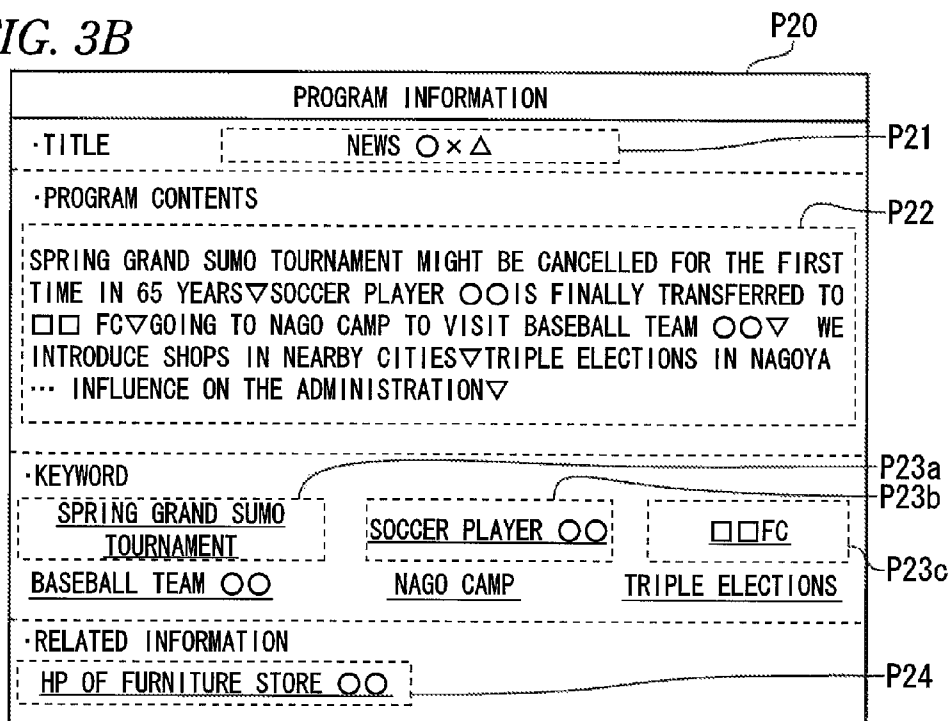 FIG. 3B
P20
PROGRAM INFORMATION
·TITLE NEWS ○×△ P21
·PROGRAM CONTENTS
P22
SPRING GRAND SUMO TOURNAMENT MIGHT BE CANCELLED FOR THE FIRST
TIME IN 65 YEARS▽SOCCER PLAYER ○○IS FINALLY TRANSFERRED TO
□□ FC▽GOING TO NAGO CAMP TO VISIT BASEBALL TEAM ○○▽ WE
INTRODUCE SHOPS IN NEARBY CITIES▽TRIPLE ELECTIONS IN NAGOYA
··· INFLUENCE ON THE ADMINISTRATION▽
·KEYWORD
P23a
P23b
SPRING GRAND SUMO
TOURNAMENT
SOCCER PLAYER ○○
□□FC
P23c
BASEBALL TEAM ○○ NAGO CAMP TRIPLE ELECTIONS
·RELATED INFORMATION
HP OF FURNITURE STORE ○○ P24